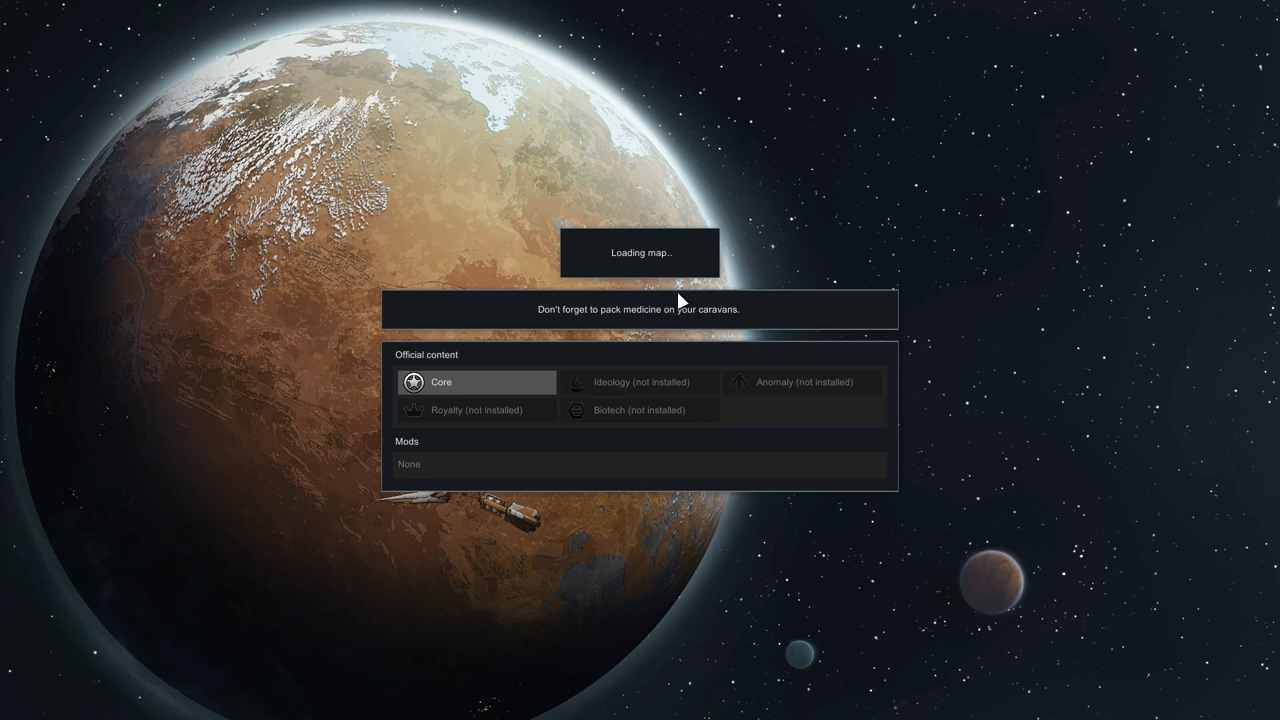 Loading map..
Don't forget to pack medicine on your caravans.
Official content
Core
Ideology (not installed)
Anomaly (not installed)
Royalty (not installed)
Biotech (not installed)
Mods
None